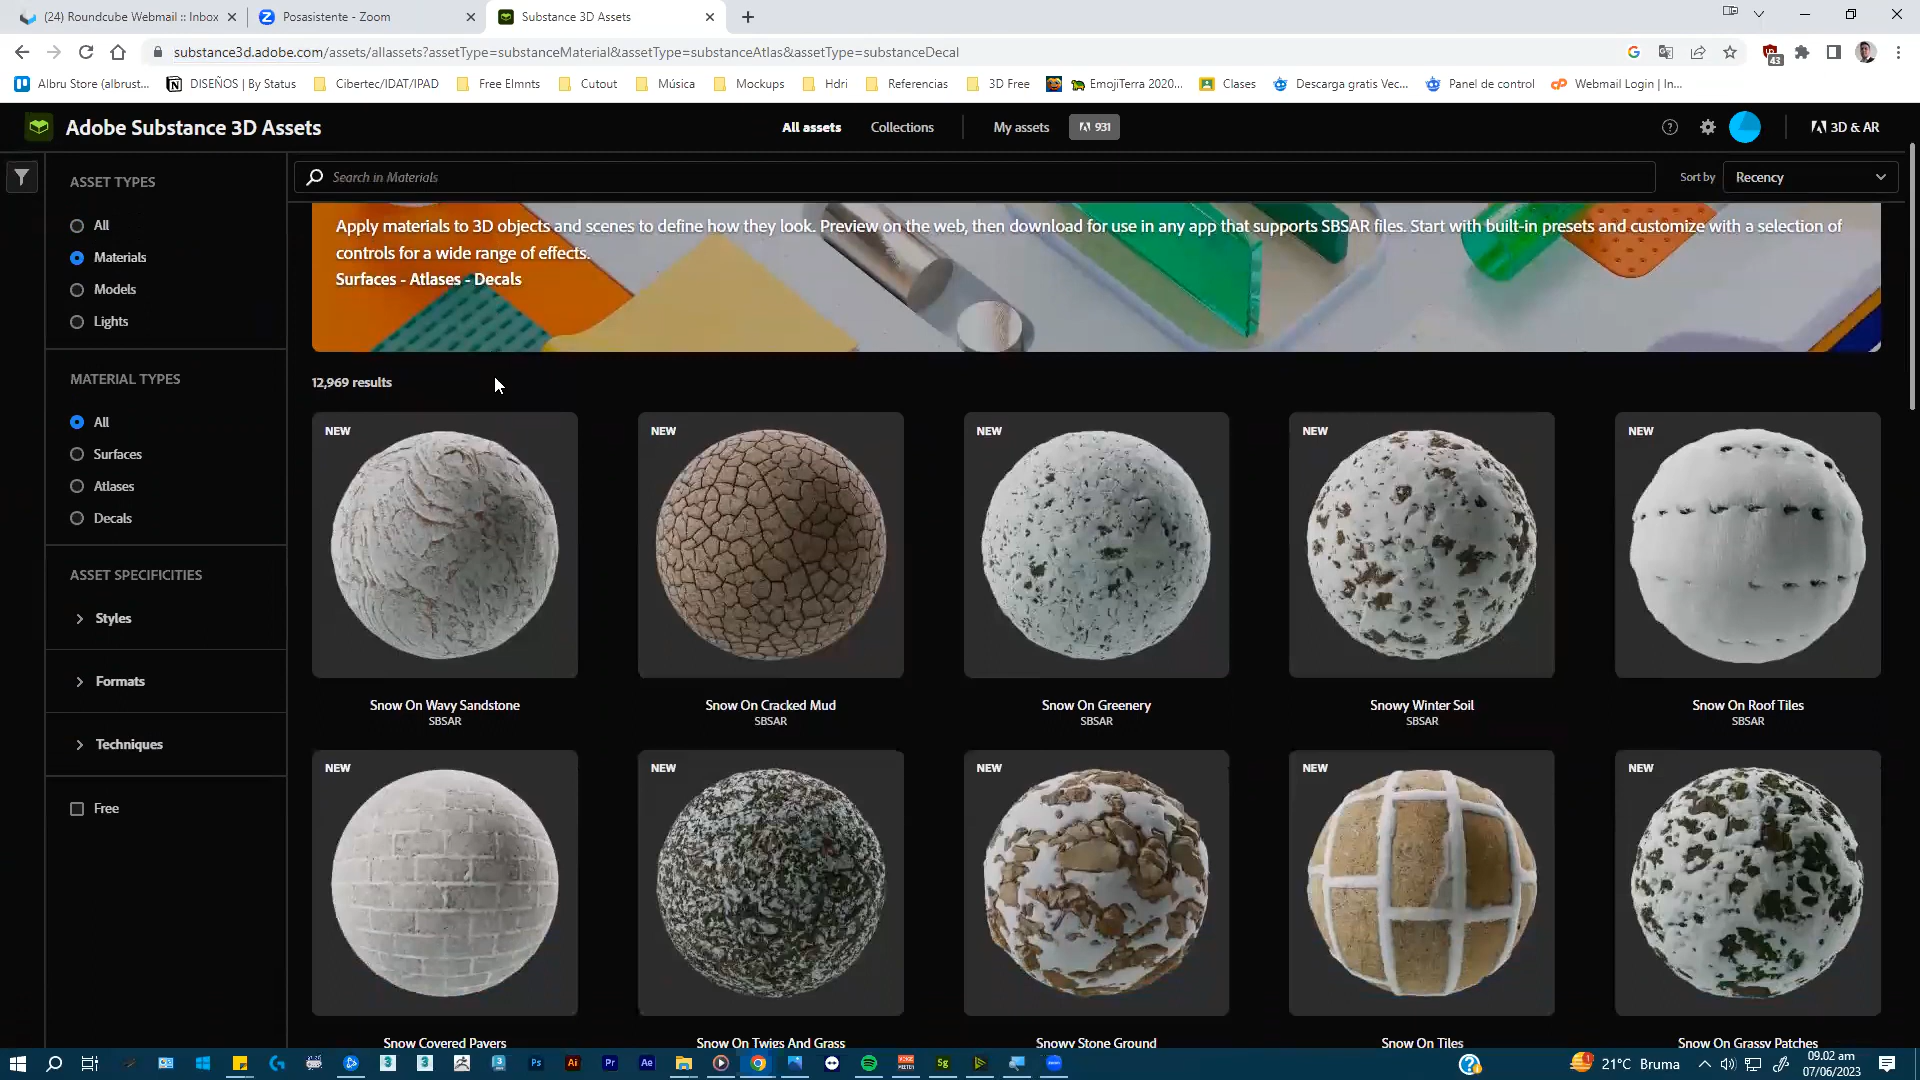 (24) Roundcube Webmail :: Inbox
Posasistente - Zoom
Substance 3D Assets
substance3d.adobe.com/assets/allassets?assetType=substanceMaterial&assetType=substanceAtlas&assetType=substanceDecal
43
Albru Store (albrust...
DISEÑOS | By Status
Cibertec/IDAT/IPAD
Free Elmnts
Cutout
Música
Mockups
Hdri
Referencias
3D Free
EmojiTerra 2020...
Clases
Descarga gratis Vec...
Panel de control
Webmail Login | In...
Adobe Substance 3D Assets
All assets
Collections
My assets
931
3D & AR
ASSET TYPES
All
Materials
Models
Lights
MATERIAL TYPES
All
Surfaces
Atlases
Decals
ASSET SPECIFICITIES
Styles
Formats
Techniques
Free
Search in Materials
Sort by
Recency
Apply materials to 3D objects and scenes to define how they look. Preview on the web, then download for use in any app that supports SBSAR files. Start with built-in presets and customize with a selection of
controls for a wide range of effects.
Surfaces - Atlases - Decals
12,969 results
NEW
Snow On Wavy Sandstone
SBSAR
NEW
Snow On Cracked Mud
SBSAR
NEW
Snow On Greenery
SBSAR
NEW
Snowy Winter Soil
SBSAR
NEW
Snow On Roof Tiles
SBSAR
NEW
Snow Covered Pavers
NEW
Snow On Twigs And Grass
NEW
Snowy Stone Ground
NEW
Snow On Tiles
NEW
Snow On Grassy Patches
Ps
Ai
Pr
Ae
Sg
21°C Bruma
09.02 am
07/06/2023